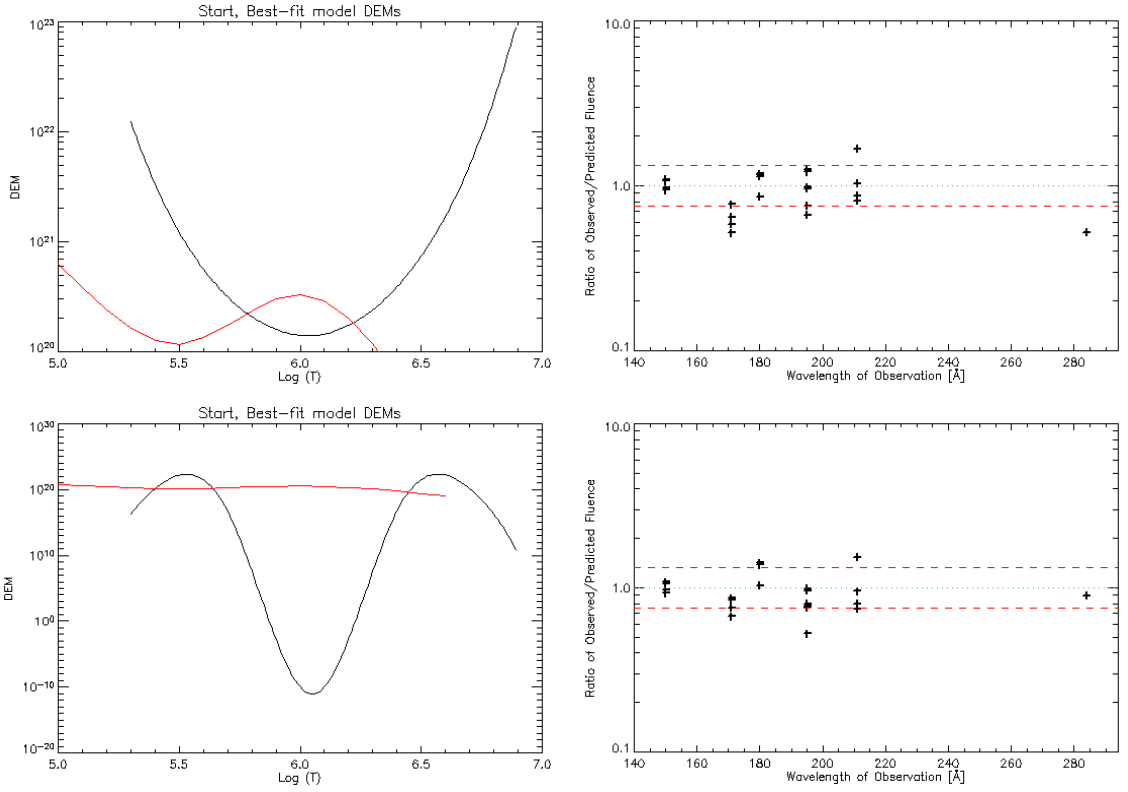 Start, Best-fit model DEMs
10^23
10^22
10^21
10^20
DEM
5.0 5.5 6.0 6.5 7.0
Log (T)
10.0
1.0
0.1
Ratio of Observed/Predicted Fluence
140 160 180 200 220 240 260 280
Wavelength of Observation [Å]
Start, Best-fit model DEMs
10^30
10^20
10^10
10^0
10^-10
10^-20
DEM
5.0 5.5 6.0 6.5 7.0
Log (T)
10.0
1.0
0.1
Ratio of Observed/Predicted Fluence
140 160 180 200 220 240 260 280
Wavelength of Observation [Å]